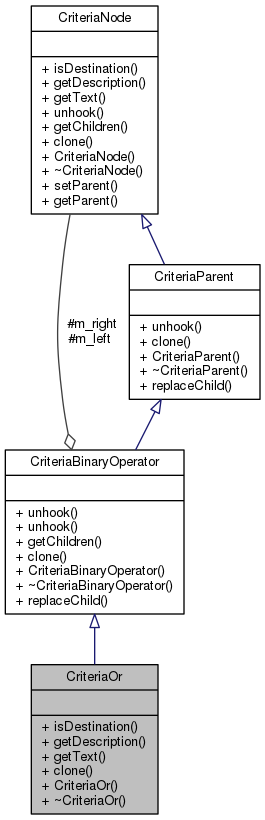 CriteriaNode
+ isDestination()
+ getDescription()
+ getText()
+ unhook()
+ getChildren()
+ clone()
+ CriteriaNode()
+ ~CriteriaNode()
+ setParent()
+ getParent()
CriteriaParent
+ unhook()
+ clone()
+ CriteriaParent()
+ ~CriteriaParent()
+ replaceChild()
#m_right
#m_left
CriteriaBinaryOperator
+ unhook()
+ unhook()
+ getChildren()
+ clone()
+ CriteriaBinaryOperator()
+ ~CriteriaBinaryOperator()
+ replaceChild()
CriteriaOr
+ isDestination()
+ getDescription()
+ getText()
+ clone()
+ CriteriaOr()
+ ~CriteriaOr()